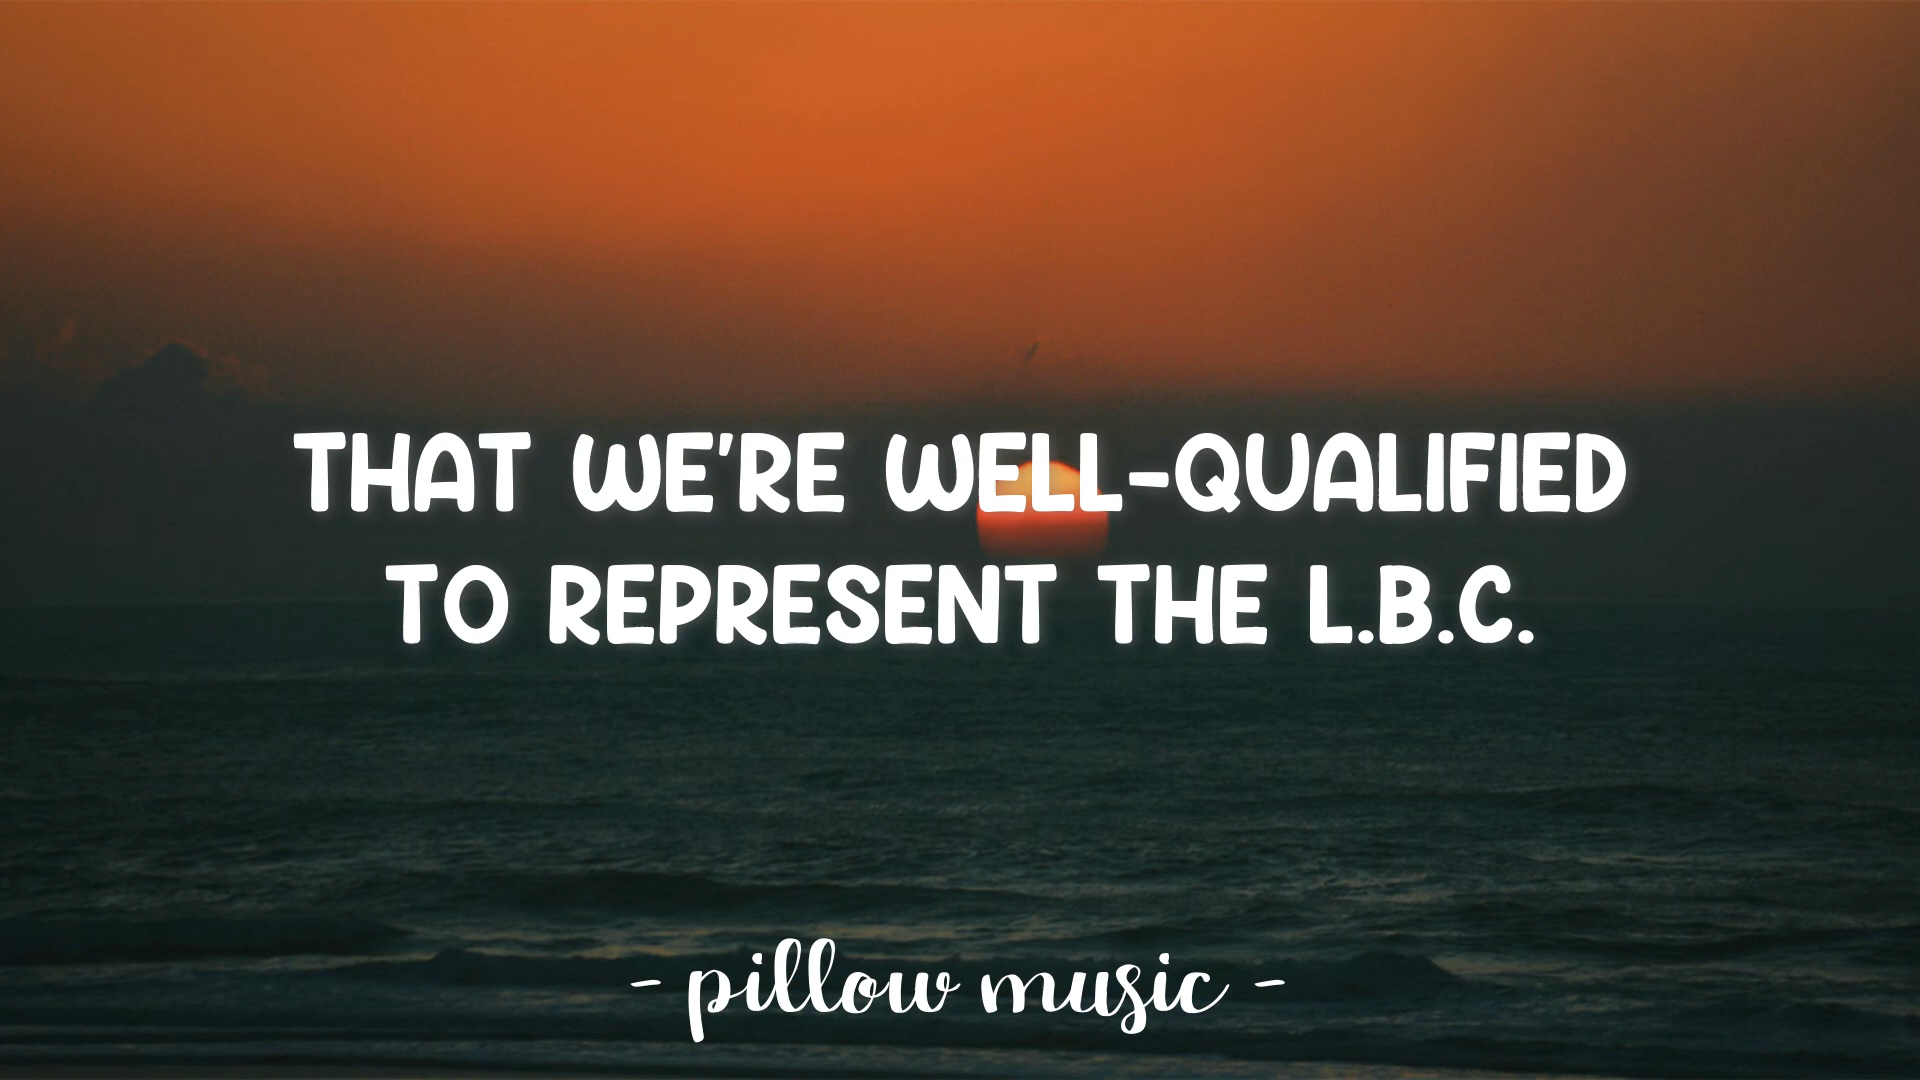 THAT WE'RE WELL-QUALIFIED
TO REPRESENT THE L.B.C.
- pillow music -